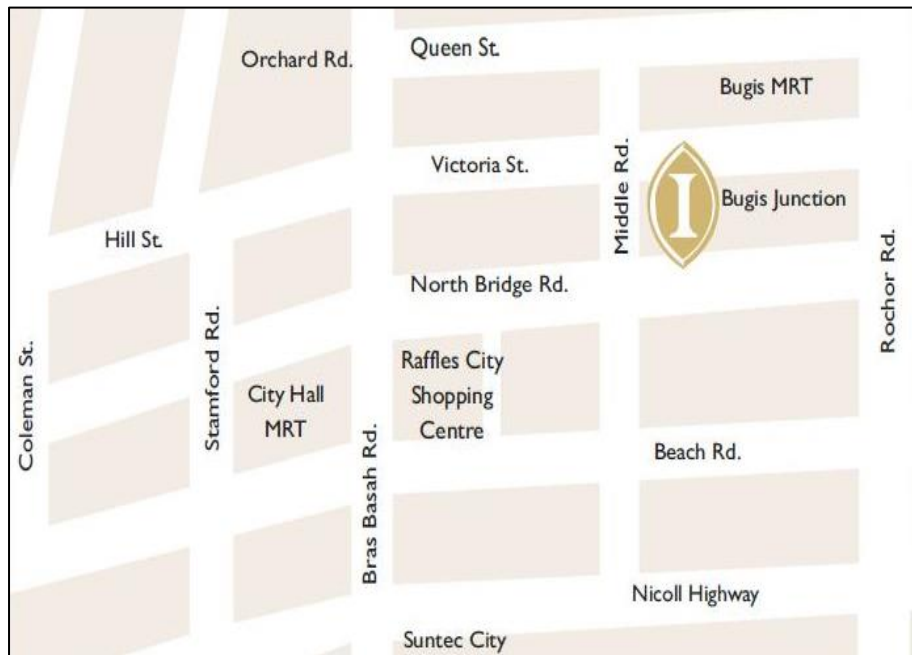 Queen St.
Orchard Rd.
Bugis MRT
Victoria St.
Middle Rd.
I
Bugis Junction
Hill St.
North Bridge Rd.
Rochor Rd.
Coleman St.
Stamford Rd.
Raffles City
Shopping
Centre
City Hall
MRT
Bras Basah Rd.
Beach Rd.
Nicoll Highway
Suntec City